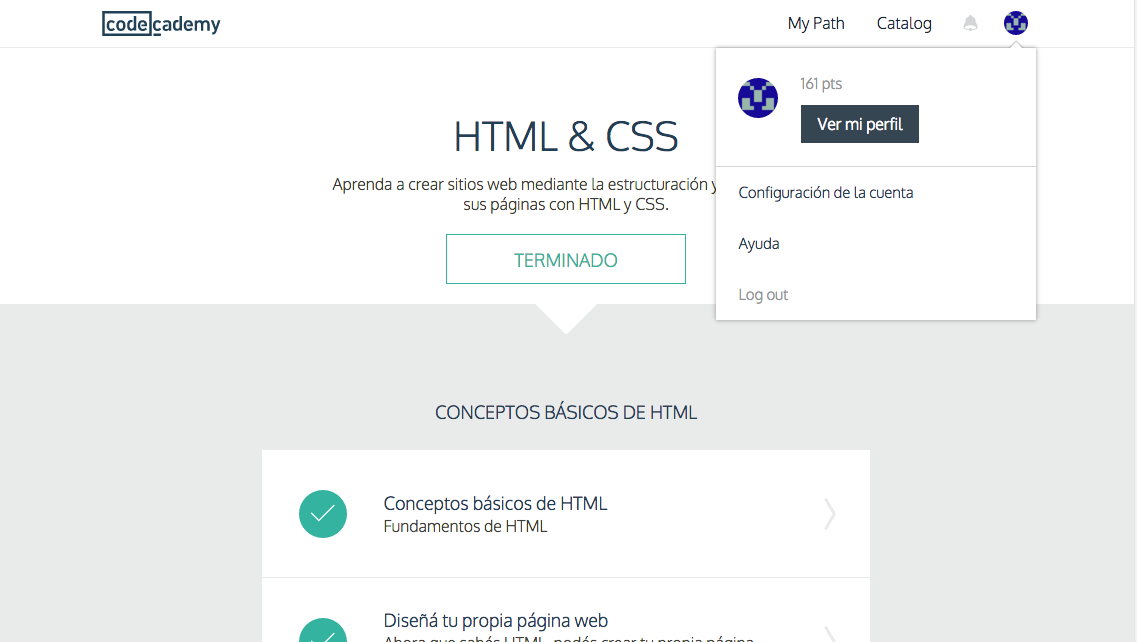 codecademy
My Path
Catalog
161 pts
Ver mi perfil
Configuración de la cuenta
Ayuda
Log out
HTML & CSS
Aprenda a crear sitios web mediante la estructuración y
sus páginas con HTML y CSS.
TERMINADO
CONCEPTOS BÁSICOS DE HTML
Conceptos básicos de HTML
Fundamentos de HTML
Diseñá tu propia página web
Ahora que sabés HTML, podés crear tu propia página